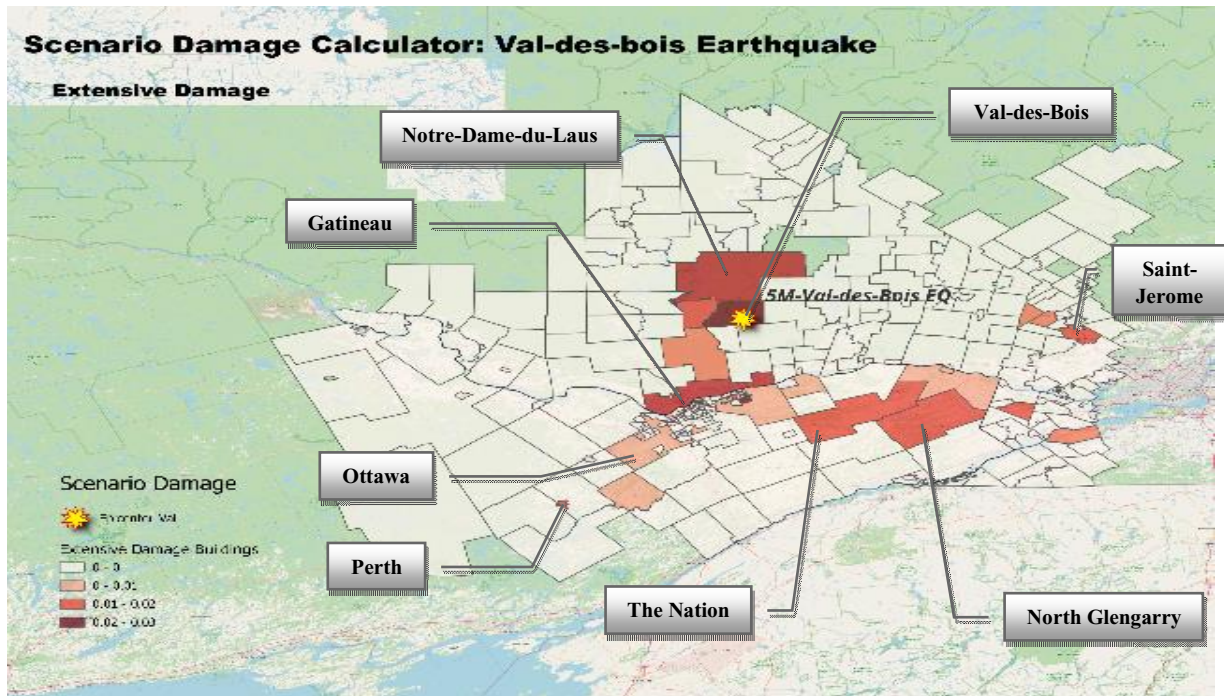 Scenario Damage Calculator: Val-des-bois Earthquake
Extensive Damage
Val-des-Bois
Notre-Dame-du-Laus
Gatineau
Saint-
Jerome
5M-Val-des-Bois EQ
Ottawa
Scenario Damage
Epicenter Val
Extensive Damage Buildings
0 - 0
0 - 0.01
0.01 - 0.02
0.02 - 0.03
Perth
The Nation
North Glengarry